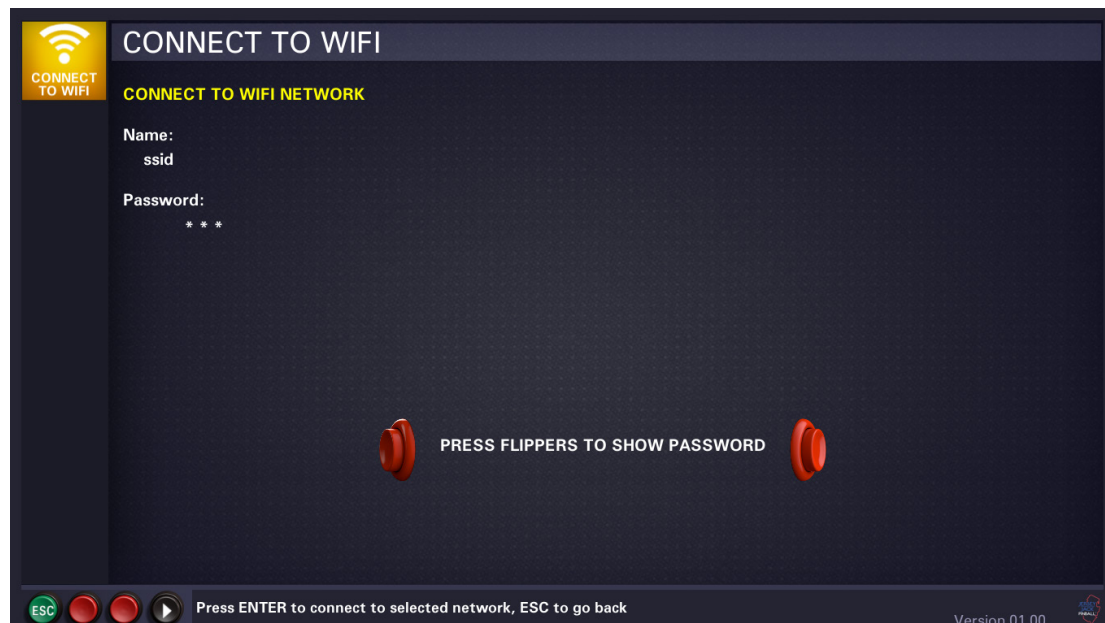 CONNECT TO WIFI
CONNECT
TO WIFI
CONNECT TO WIFI NETWORK
Name:
ssid
Password:
* * *
PRESS FLIPPERS TO SHOW PASSWORD
ESC
Press ENTER to connect to selected network, ESC to go back
Version 01.00